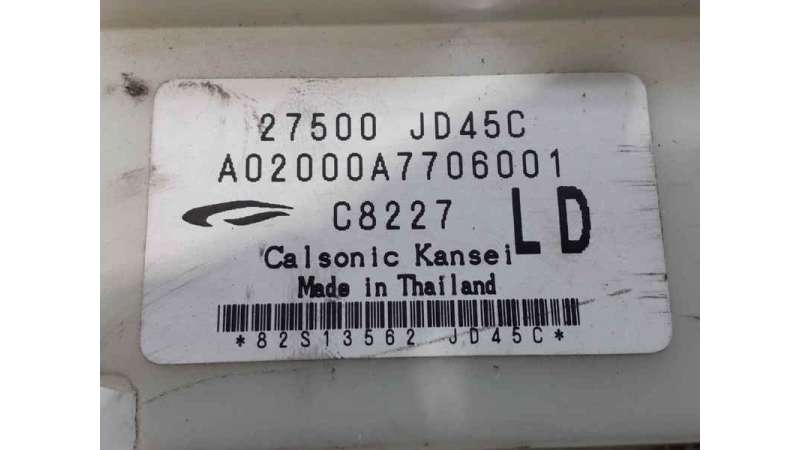 27500 JD45C
A02000A7706001
C8227 LD
Calsonic Kansei
Made in Thailand
*82S13562 JD45C*